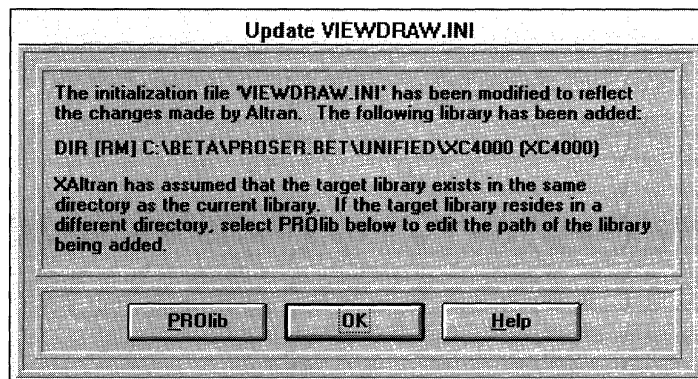 Update VIEWDRAW.INI
The initialization file 'VIEWDRAW.INI' has been modified to reflect
the changes made by Altran. The following library has been added:
DIR [RM] C:\BETA\PROSER.BET\UNIFIED\XC4000 (XC4000)
XAltran has assumed that the target library exists in the same
directory as the current library. If the target library resides in a
different directory, select PROlib below to edit the path of the library
being added.
PROlib OK Help